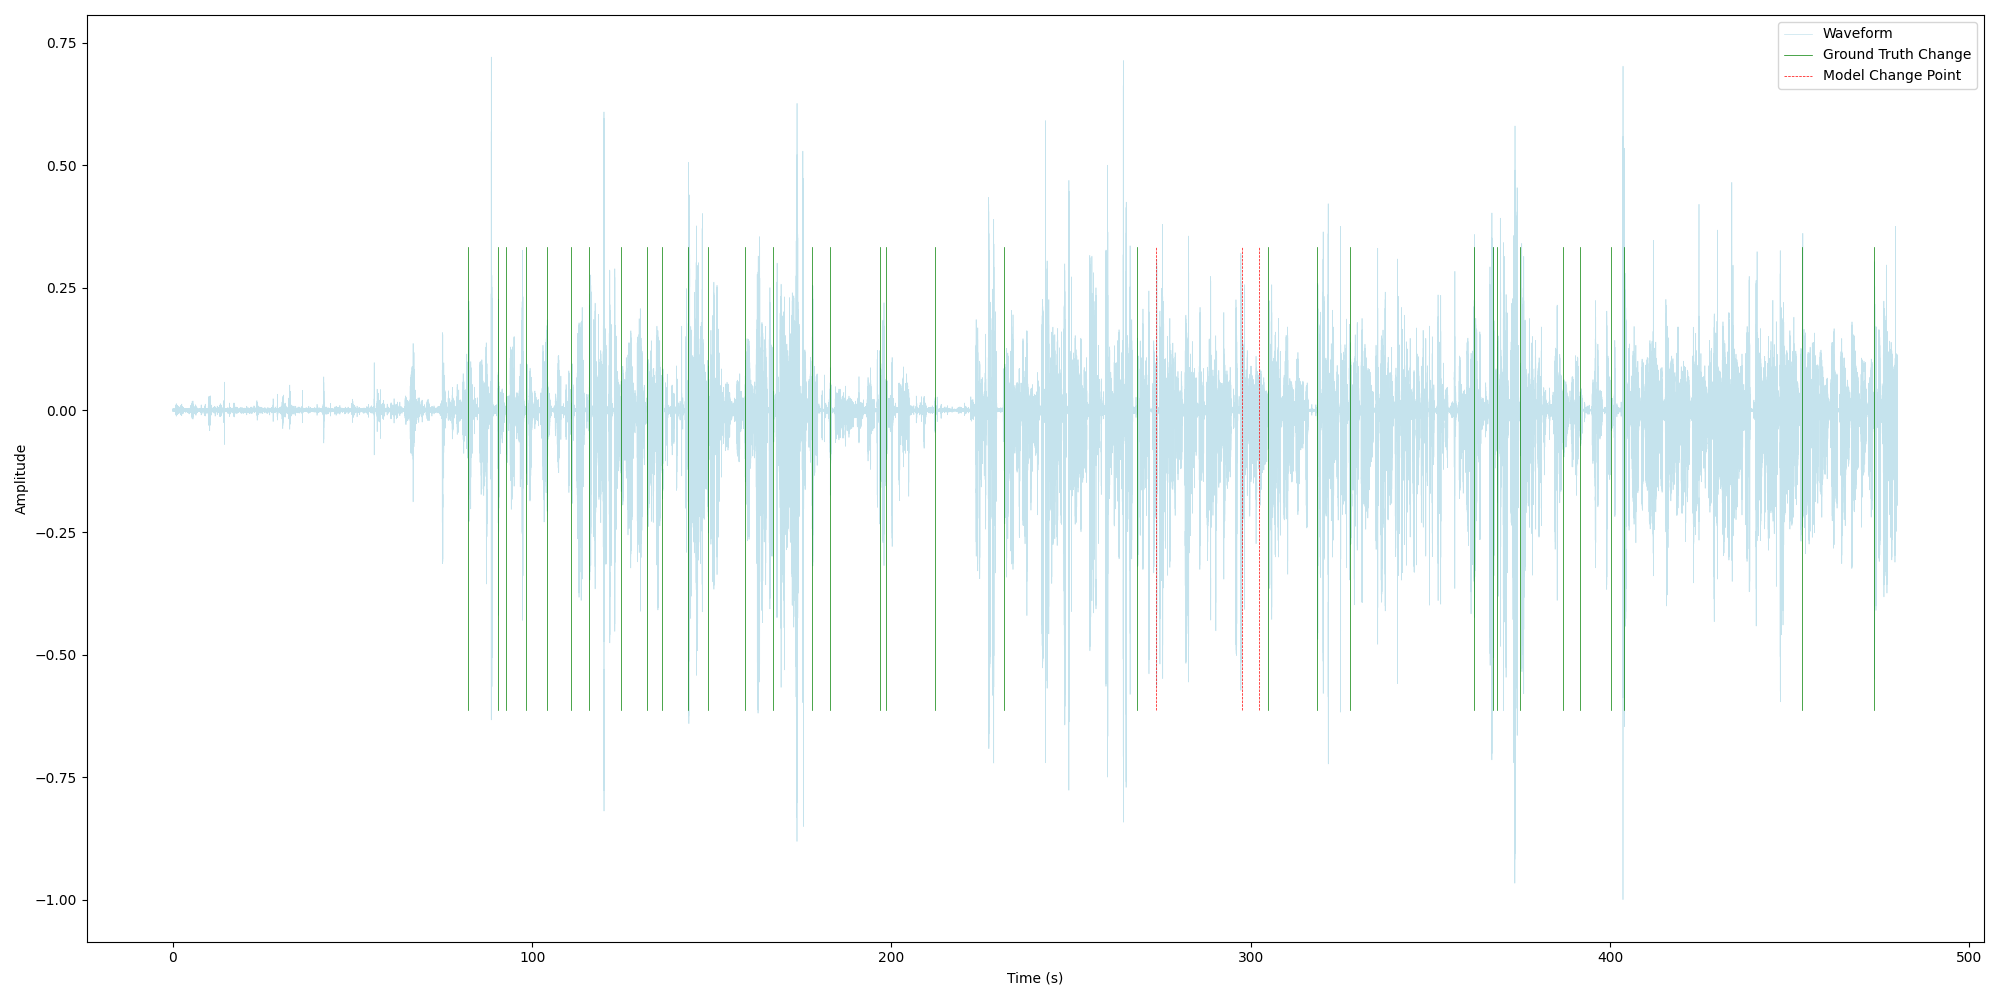 0.75
0.50
0.25
0.00
−0.25
−0.50
−0.75
−1.00
Amplitude
0
100
200
300
400
500
Time (s)
Waveform
Ground Truth Change
Model Change Point